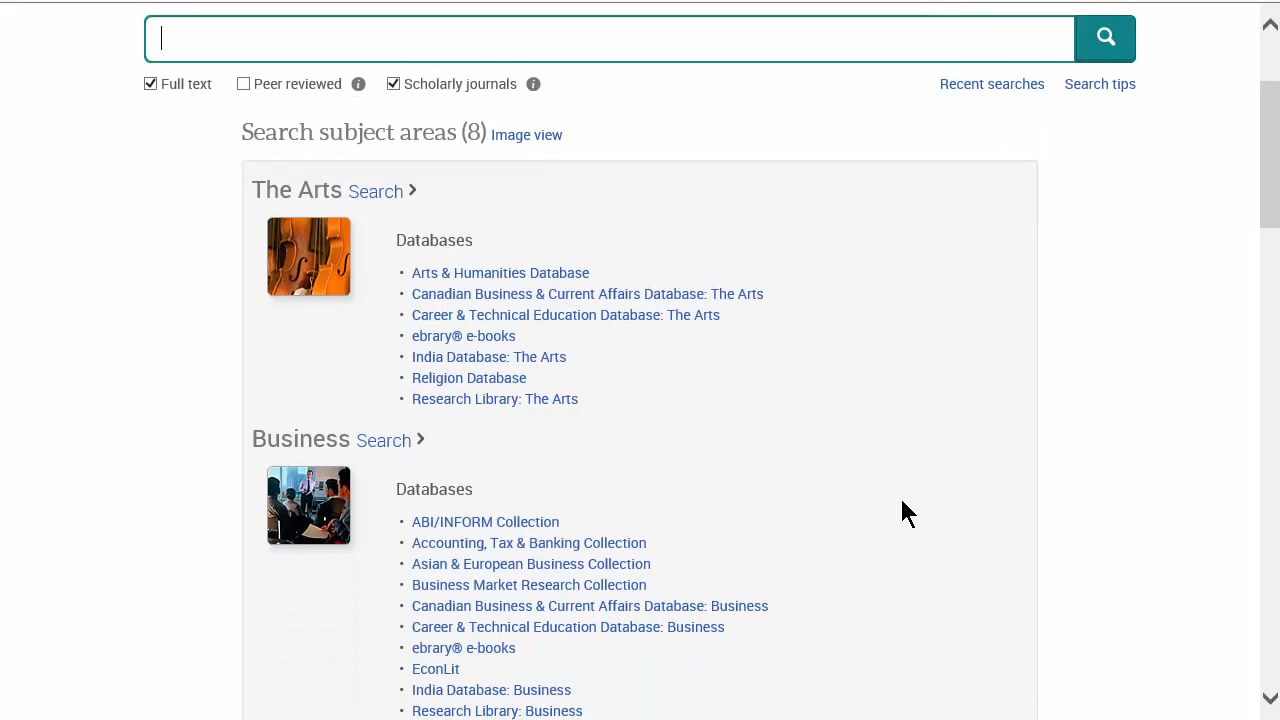 Full text Peer reviewed Scholarly journals Recent searches Search tips
Search subject areas (8) Image view
The Arts Search
Databases
• Arts & Humanities Database
• Canadian Business & Current Affairs Database: The Arts
• Career & Technical Education Database: The Arts
• ebrary® e-books
• India Database: The Arts
• Religion Database
• Research Library: The Arts
Business Search
Databases
• ABI/INFORM Collection
• Accounting, Tax & Banking Collection
• Asian & European Business Collection
• Business Market Research Collection
• Canadian Business & Current Affairs Database: Business
• Career & Technical Education Database: Business
• ebrary® e-books
• EconLit
• India Database: Business
• Research Library: Business